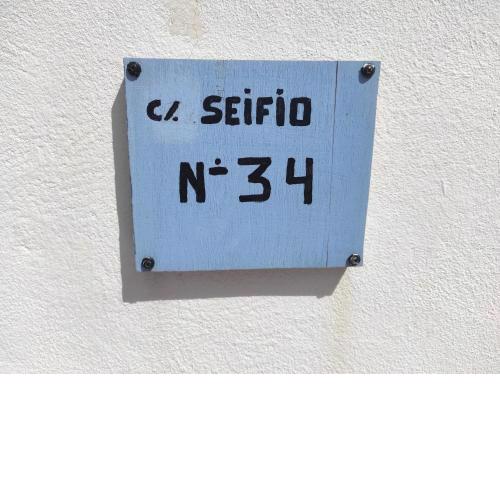 C/. SEIFIO
Nº 34